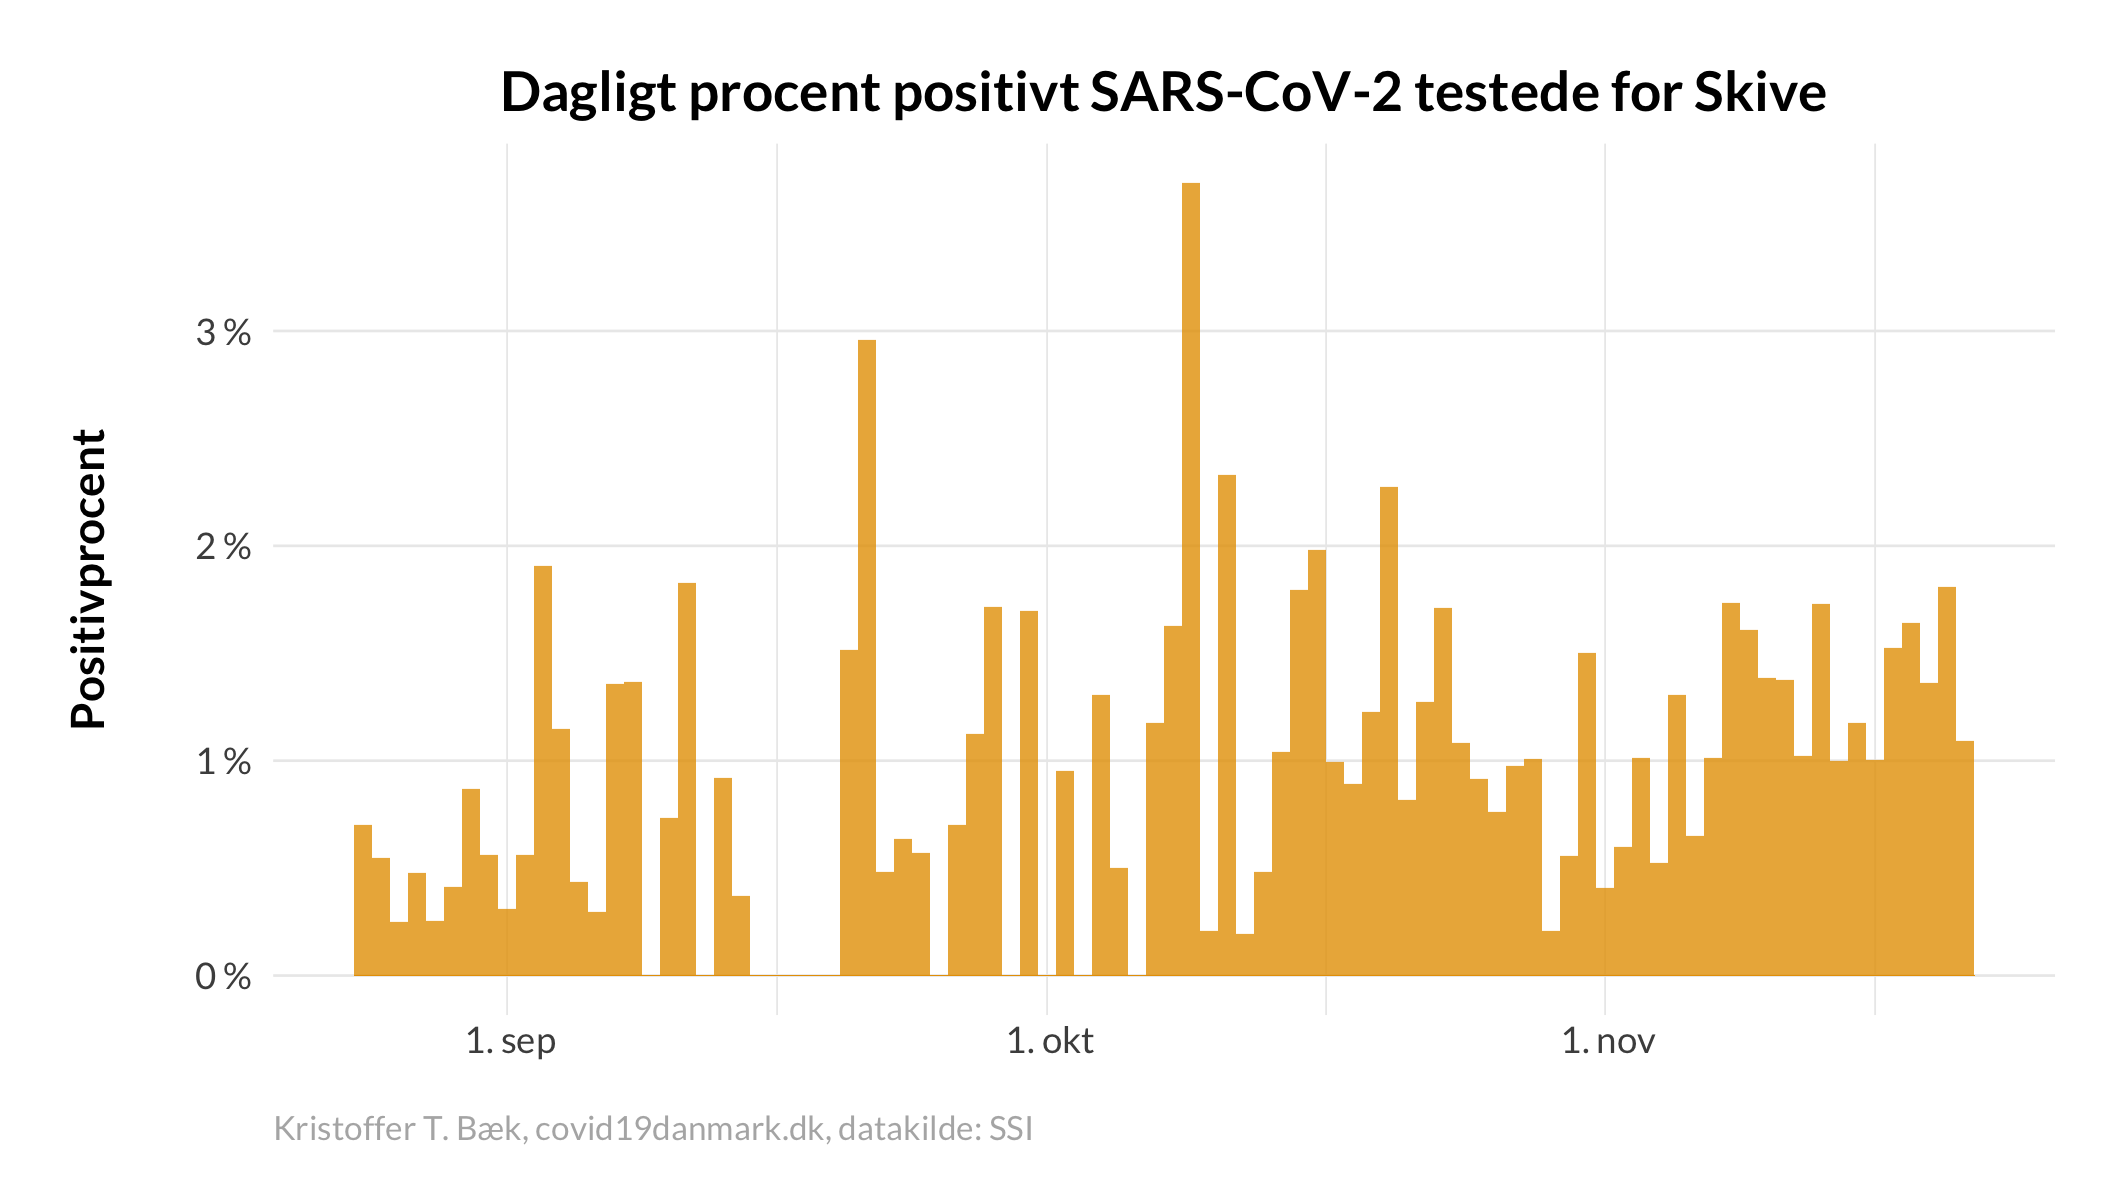 Dagligt procent positivt SARS-CoV-2 testede for Skive
Positivprocent
3 %
2 %
1 %
0 %
1. sep
1. okt
1. nov
Kristoffer T. Bæk, covid19danmark.dk, datakilde: SSI